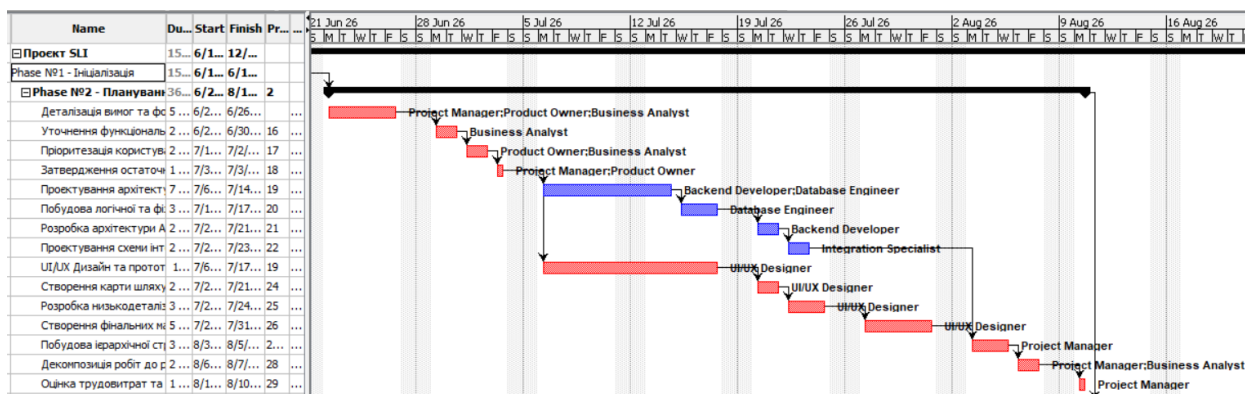 Name Du... Start Finish Pr... ... 21 Jun 26 28 Jun 26 5 Jul 26 12 Jul 26 19 Jul 26 26 Jul 26 2 Aug 26 9 Aug 26 16 Aug 26
S M T W T F S S M T W T F S S M T W T F S S M T W T F S S M T W T F S S M T W T F S S M T W T F S S M T W T F S S M T W
Проєкт SLI 15... 6/1... 12/...
Phase №1 - Ініціалізація 15... 6/1... 6/1...
Phase №2 - Плануван 36... 6/2... 8/1... 2
Деталізація вимог та фо 5 ... 6/2... 6/26... ... Project Manager;Product Owner;Business Analyst
Уточнення функціональ 2 ... 6/2... 6/30... 16 ... Business Analyst
Пріоритезація користув 2 ... 7/1... 7/2/... 17 ... Product Owner;Business Analyst
Затвердження остаточн 1 ... 7/3... 7/3/... 18 ... Project Manager;Product Owner
Проєктування архітекту 7 ... 7/6... 7/14... 19 ... Backend Developer;Database Engineer
Побудова логічної та фі 3 ... 7/1... 7/17... 20 ... Database Engineer
Розробка архітектури A 2 ... 7/2... 7/21... 21 ... Backend Developer
Проєктування схеми інт 2 ... 7/2... 7/23... 22 ... Integration Specialist
UI/UX Дизайн та протот 1... 7/6... 7/17... 19 ... UI/UX Designer
Створення карти шляху 2 ... 7/2... 7/21... 24 ... UI/UX Designer
Розробка низькодеталіз 3 ... 7/2... 7/24... 25 ... UI/UX Designer
Створення фінальних ма 5 ... 7/2... 7/31... 26 ... UI/UX Designer
Побудова ієрархічної стр 3 ... 8/3... 8/5/... 2... ... Project Manager
Декомпозиція робіт до р 2 ... 8/6... 8/7/... 28 ... Project Manager;Business Analyst
Оцінка трудовитрат та 1 ... 8/1... 8/10... 29 ... Project Manager